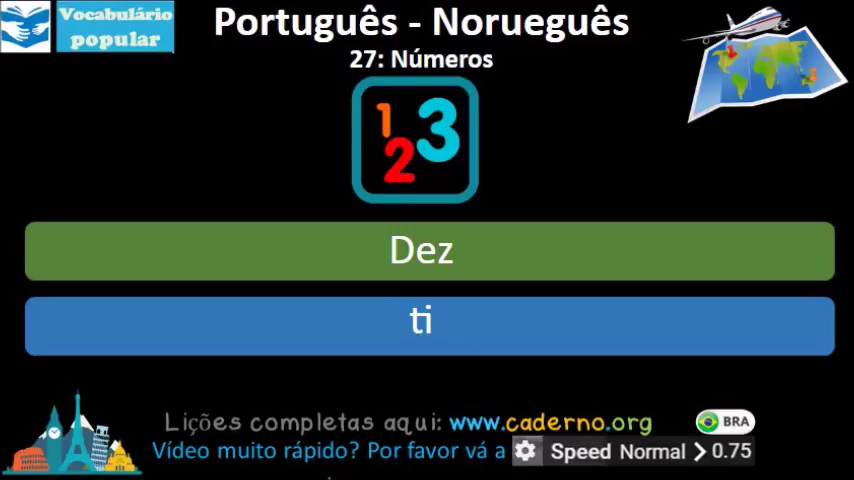 Vocabulário
popular
Português - Norueguês
27: Números
1 2 3
Dez
ti
Lições completas aqui: www.caderno.org
BRA
Vídeo muito rápido? Por favor vá a Speed Normal > 0.75